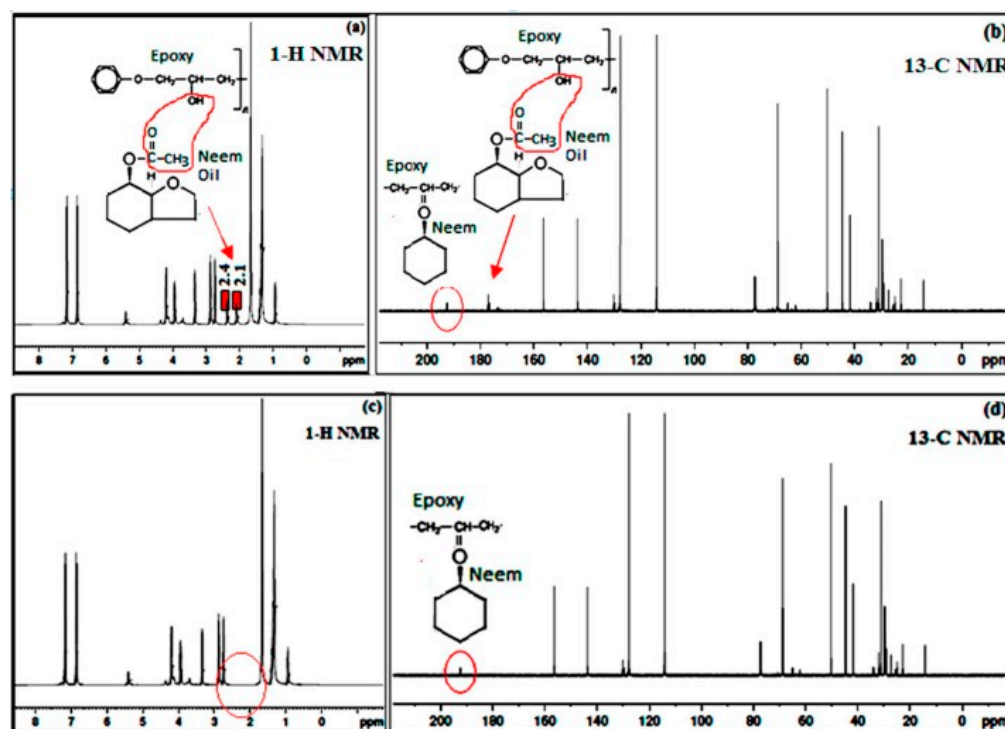 (a)
1-H NMR
Epoxy
O—CH₂—CH—CH₂
OH
n
O
O—C—CH3
H
O
Neem
Oil
2.4
2.1
8 7 6 5 4 3 2 1 0 ppm
(b)
13-C NMR
Epoxy
O—CH₂—CH—CH₂
OH
n
O
O—C—CH3
H
O
Neem
Oil
Epoxy
—CH₂—CH—CH₂
O
Neem
200 180 160 140 120 100 80 60 40 20 0 ppm
(c)
1-H NMR
8 7 6 5 4 3 2 1 0 ppm
(d)
13-C NMR
Epoxy
—CH₂—CH—CH₂
O
Neem
200 180 160 140 120 100 80 60 40 20 0 ppm